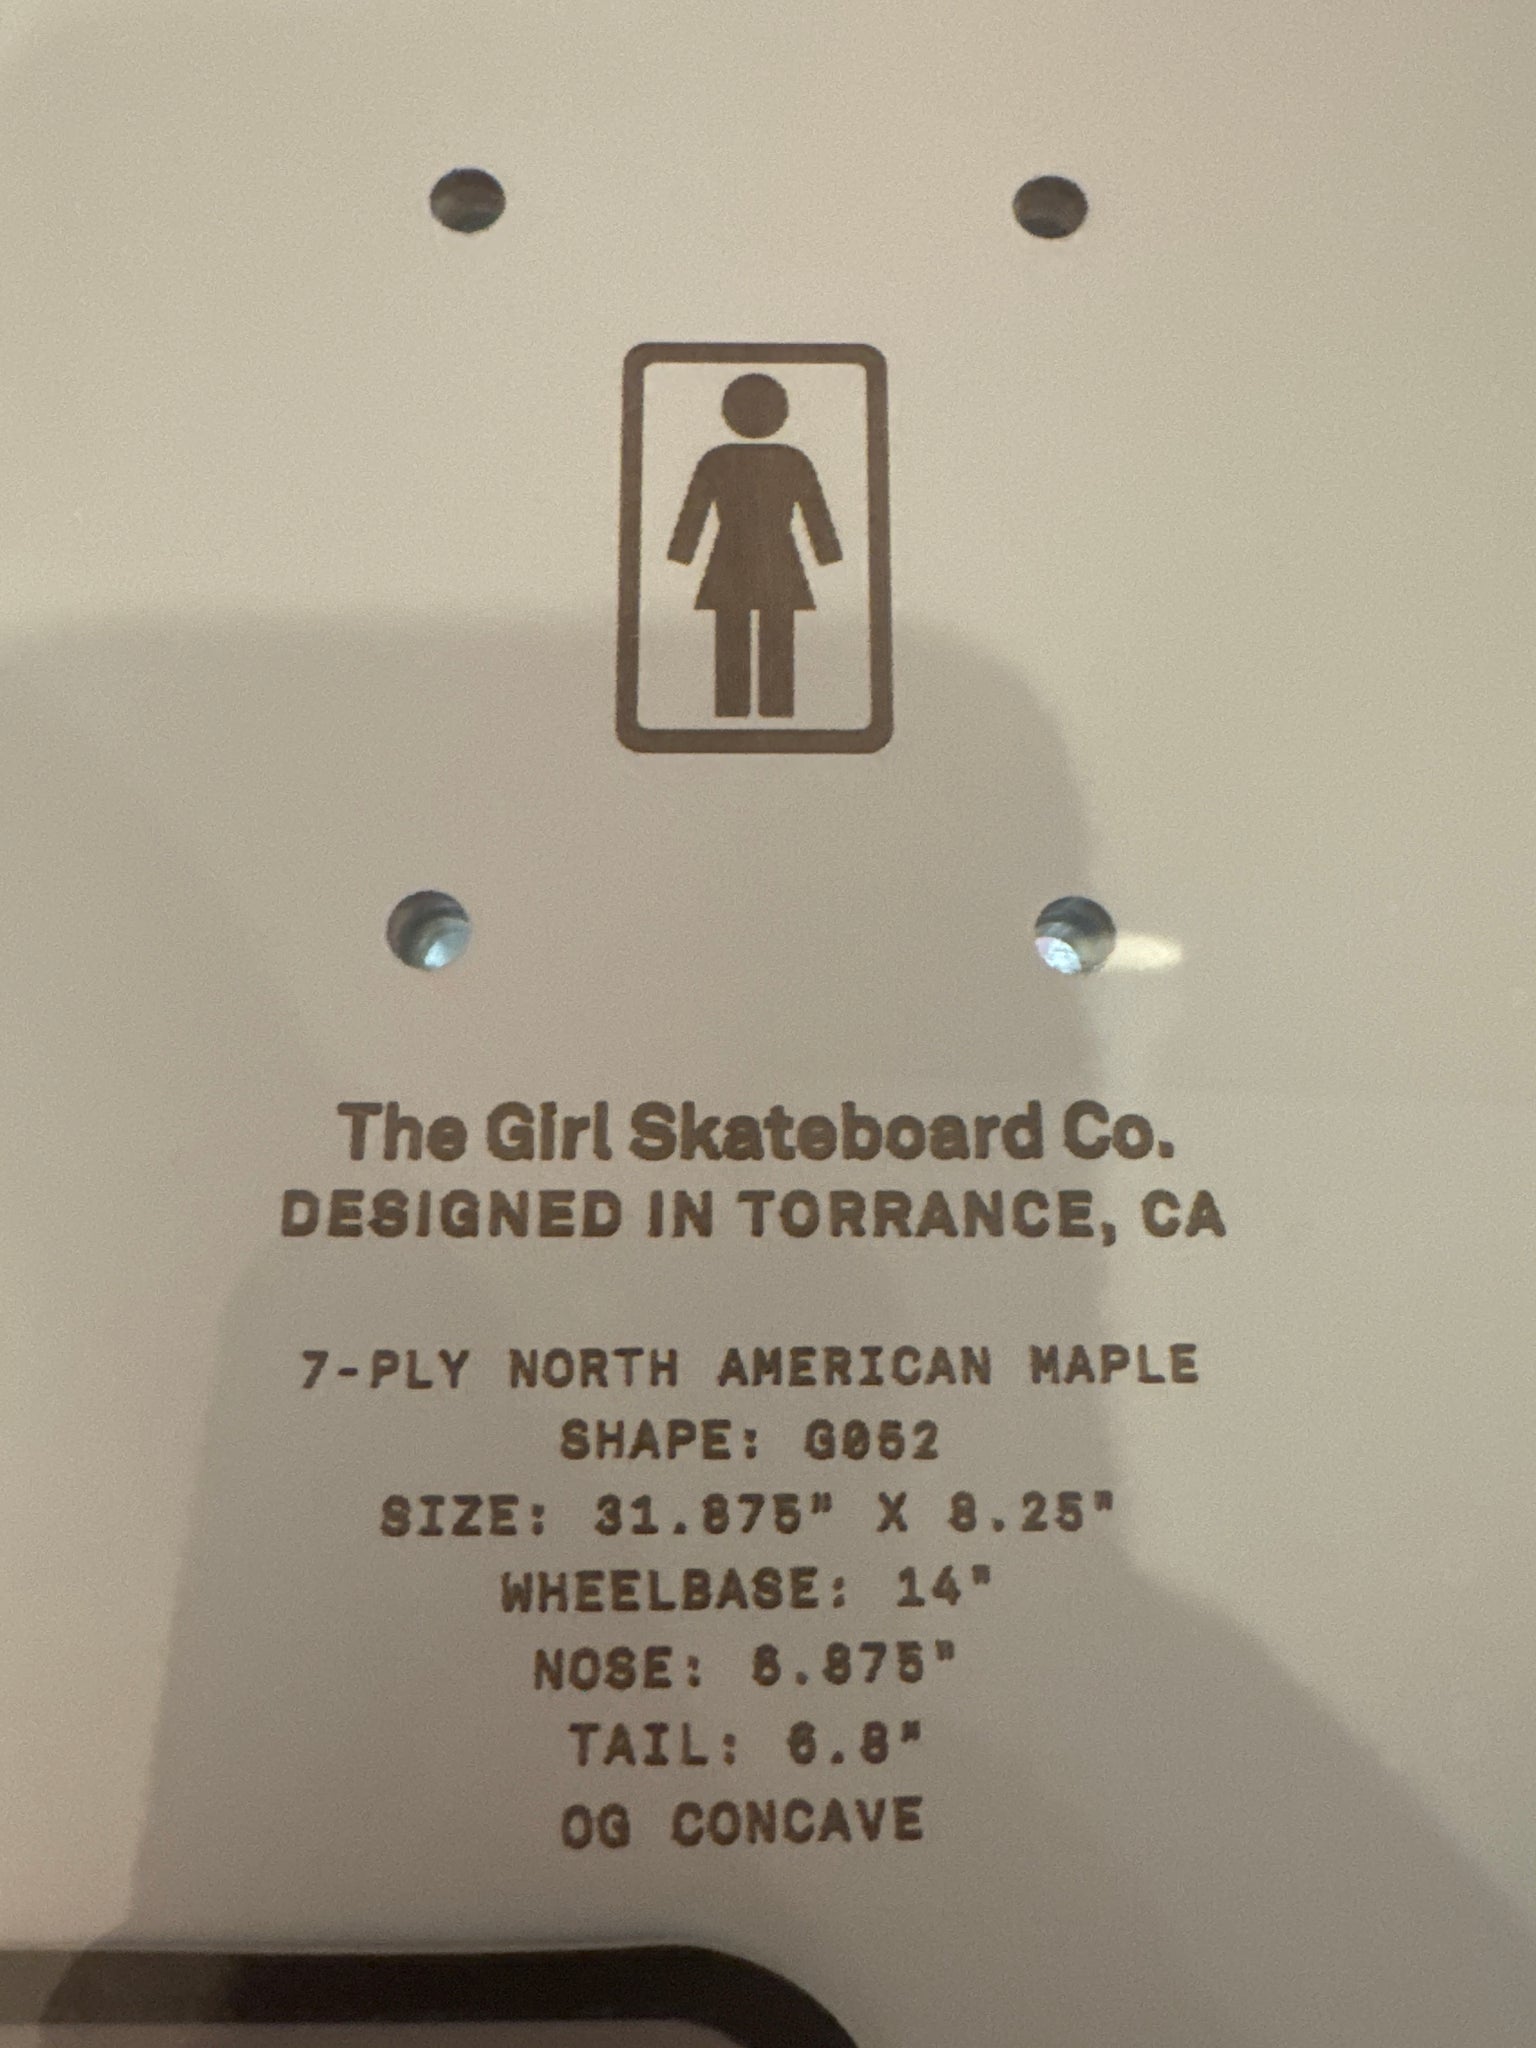 The Girl Skateboard Co.
DESIGNED IN TORRANCE, CA
7-PLY NORTH AMERICAN MAPLE
SHAPE: G052
SIZE: 31.875" X 8.25"
WHEELBASE: 14"
NOSE: 6.875"
TAIL: 6.8"
OG CONCAVE